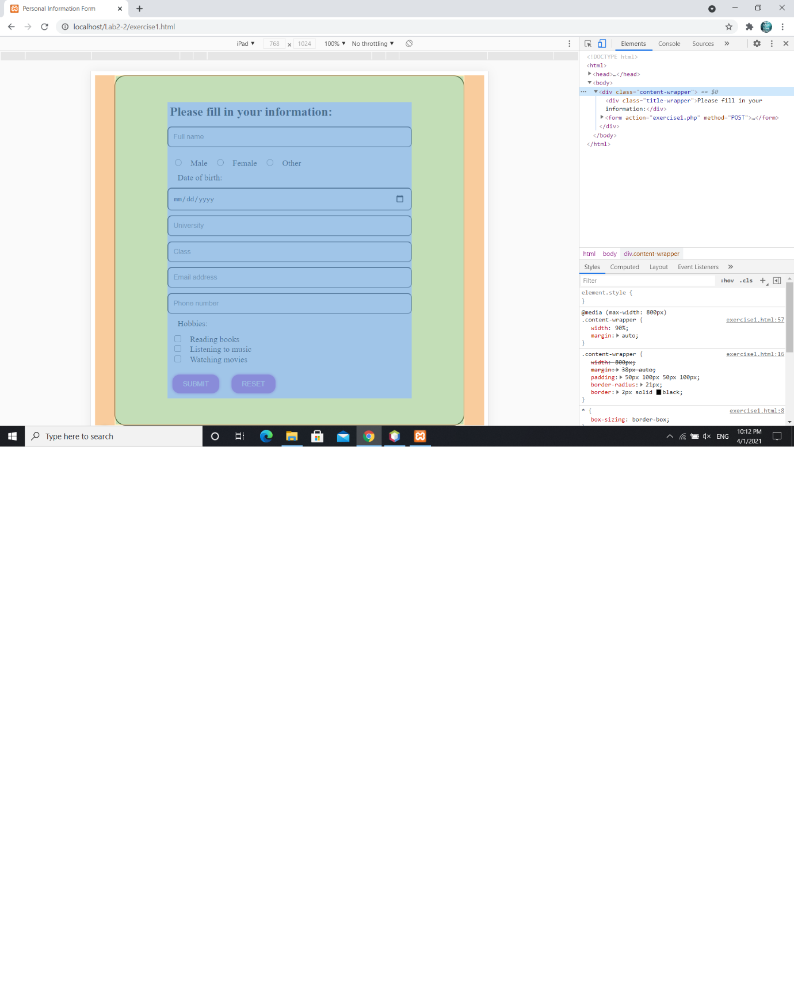 Personal Information Form
localhost/Lab2-2/exercise1.html
iPad ▼ 768 x 1024 100% ▼ No throttling ▼
Please fill in your information:
Full name
Male Female Other
Date of birth:
mm/dd/yyyy
University
Class
Email address
Phone number
Hobbies:
Reading books
Listening to music
Watching movies
SUBMIT RESET
Elements Console Sources »
<!DOCTYPE html>
<html>
▶<head>…</head>
▼<body>
··· ▼<div class="content-wrapper"> == $0
<div class="title-wrapper">Please fill in your
information:</div>
▶<form action="exercise1.php" method="POST">…</form>
</div>
</body>
</html>
html body div.content-wrapper
Styles Computed Layout Event Listeners »
Filter :hov .cls +
element.style {
}
@media (max-width: 800px)
.content-wrapper { exercise1.html:57
width: 90%;
margin:▶ auto;
}
.content-wrapper { exercise1.html:16
width: 800px;
margin:▶ 38px auto;
padding:▶ 50px 100px 50px 100px;
border-radius:▶ 21px;
border:▶ 2px solid black;
}
* { exercise1.html:8
box-sizing: border-box;
Type here to search
ENG
10:12 PM
4/1/2021